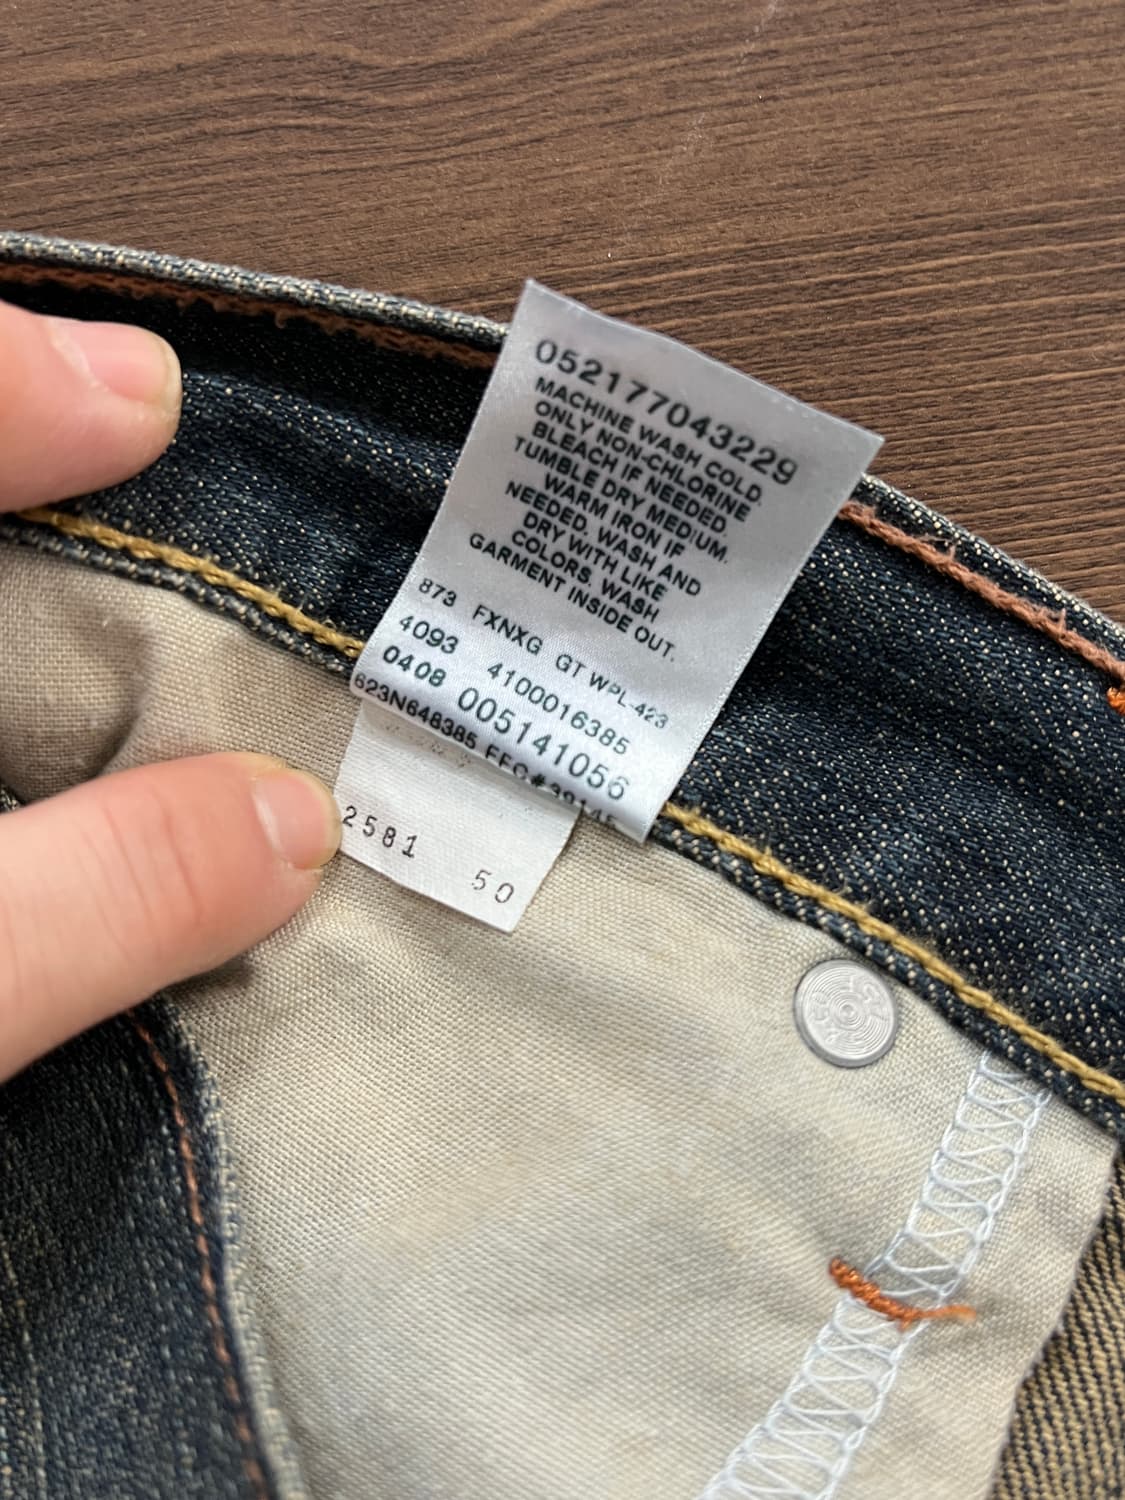 052177043229
MACHINE WASH COLD.
ONLY NON-CHLORINE
BLEACH IF NEEDED.
TUMBLE DRY MEDIUM.
WARM IRON IF
NEEDED. WASH AND
DRY WITH LIKE
COLORS. WASH
GARMENT INSIDE OUT.
873 FXNXG GT WPL-423
4093 4100016385
0408 005141056
623N648385
2581 50